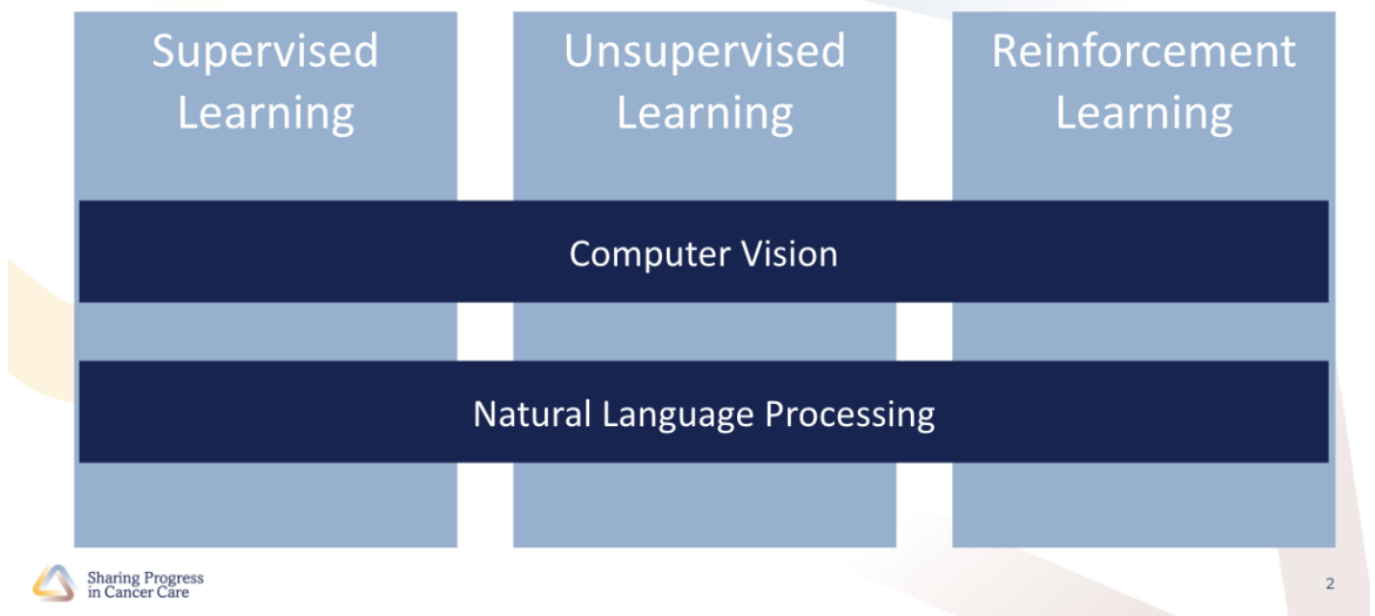 Supervised
Learning
Unsupervised
Learning
Reinforcement
Learning
Computer Vision
Natural Language Processing
Sharing Progress
in Cancer Care
2